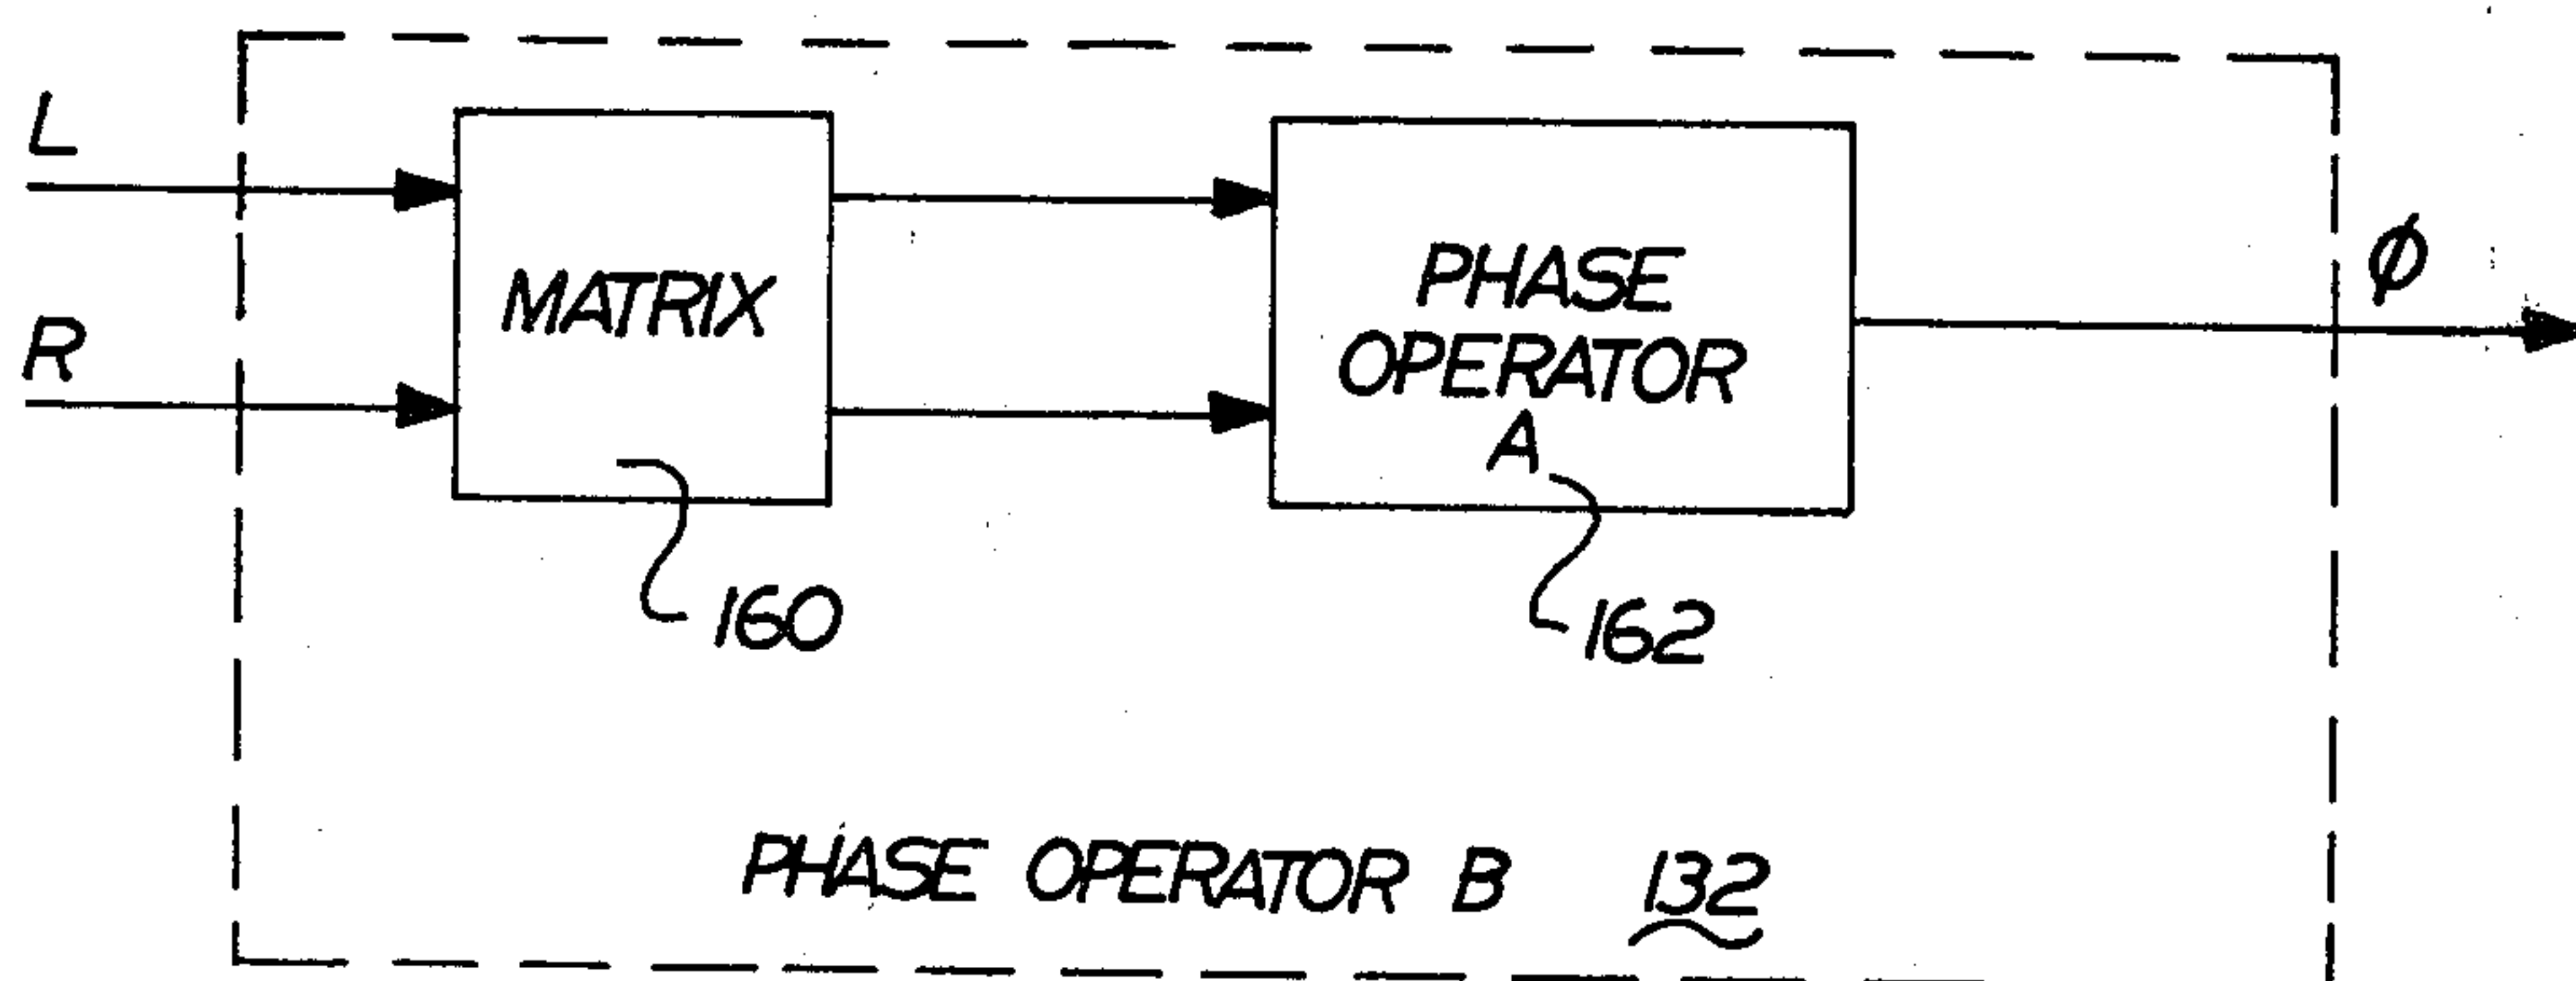 L
R
MATRIX
160
PHASE
OPERATOR
A
162
ϕ
PHASE OPERATOR B 132